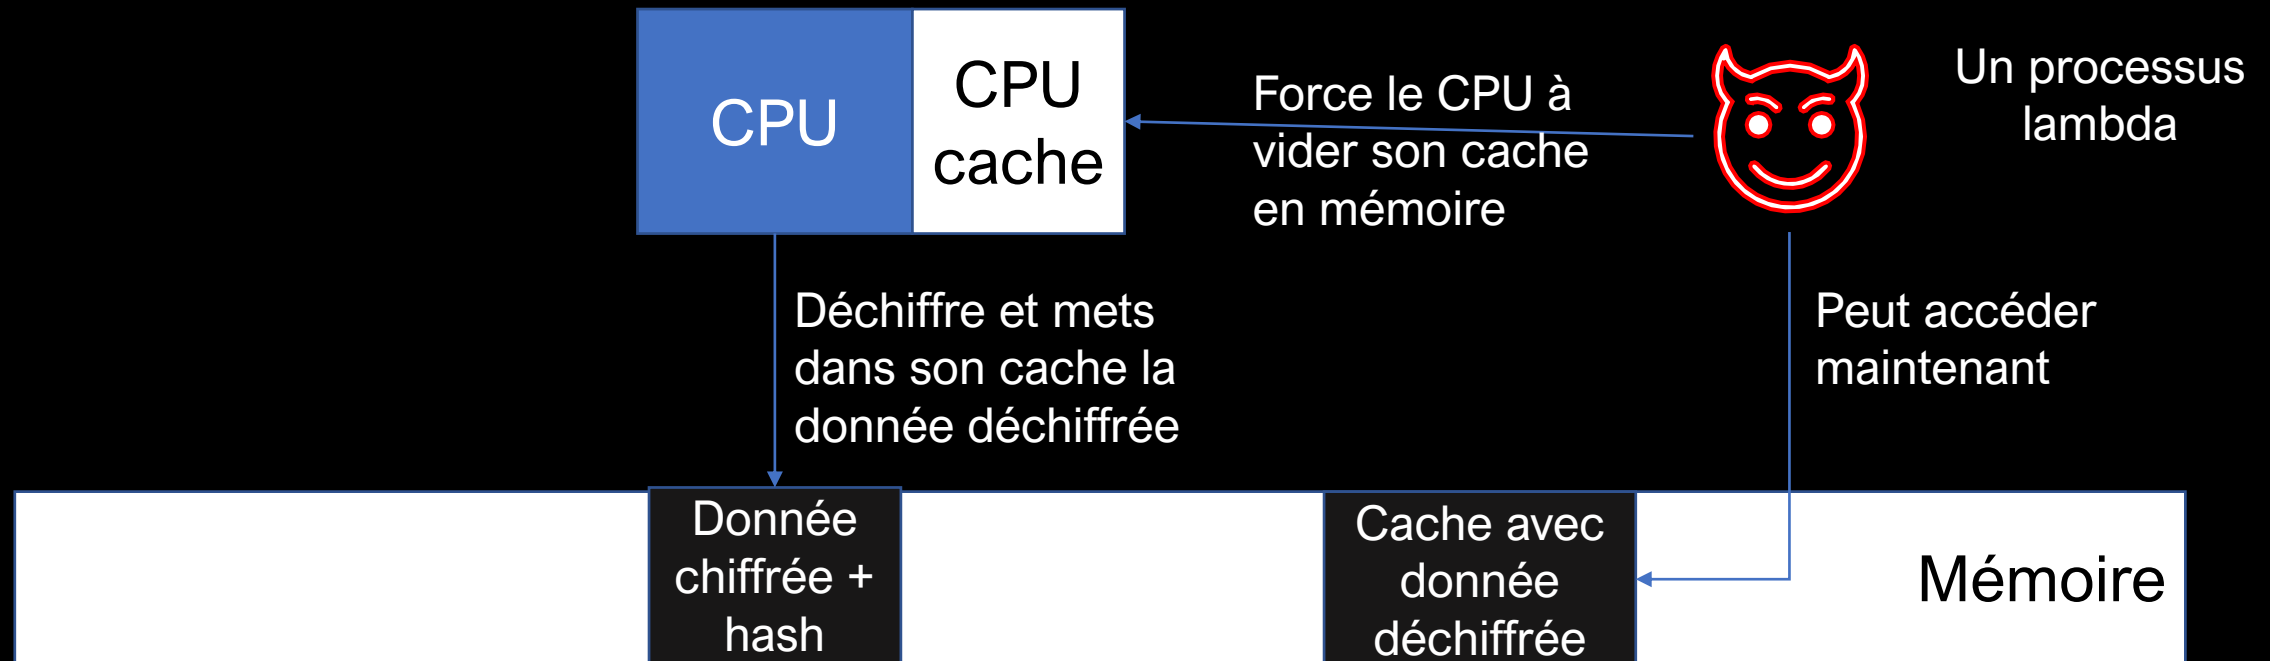 CPU
CPU
cache
Force le CPU à
vider son cache
en mémoire
Un processus
lambda
Déchiffre et mets
dans son cache la
donnée déchiffrée
Peut accéder
maintenant
Donnée
chiffrée +
hash
Cache avec
donnée
déchiffrée
Mémoire